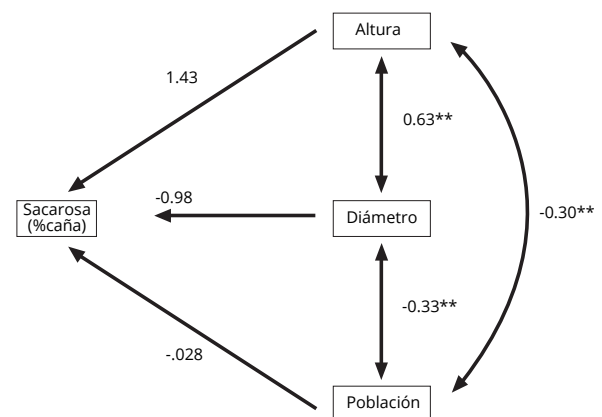 Altura
1.43
0.63**
-0.98
Sacarosa
(%caña)
Diámetro
-0.30**
-0.33**
-.028
Población